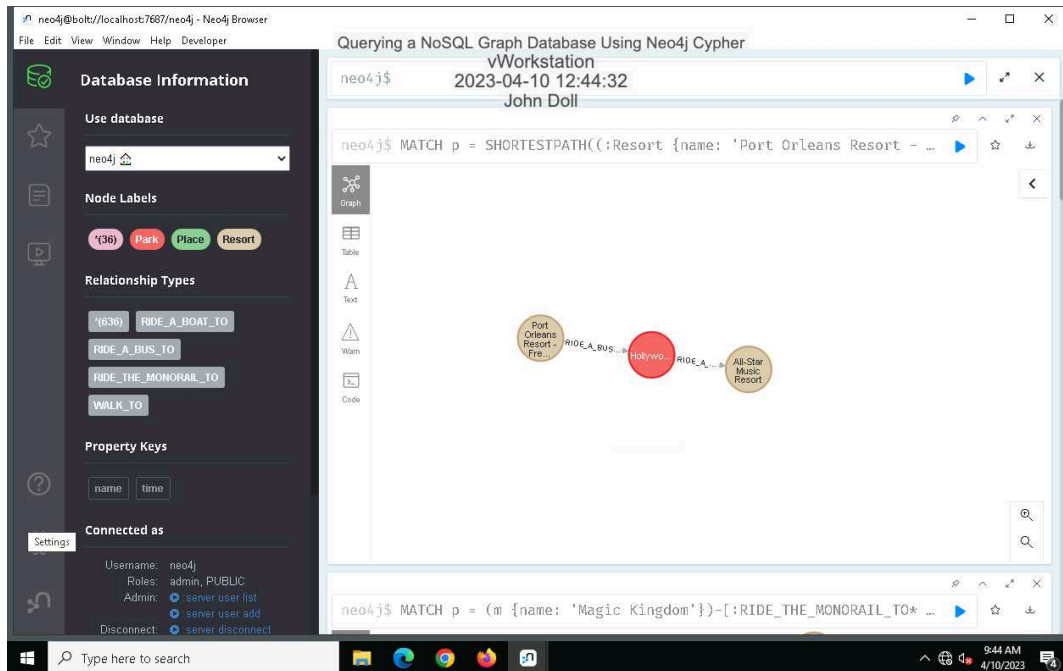 neo4j@bolt://localhost:7687/neo4j - Neo4j Browser
File Edit View Window Help Developer
Querying a NoSQL Graph Database Using Neo4j Cypher
vWorkstation
2023-04-10 12:44:32
John Doll
Database Information
Use database
neo4j
Node Labels
*(36) Park Place Resort
Relationship Types
*(636) RIDE_A_BOAT_TO
RIDE_A_BUS_TO
RIDE_THE_MONORAIL_TO
WALK_TO
Property Keys
name time
Connected as
Username: neo4j
Roles: admin, PUBLIC
Admin: :server user list
:server user add
Disconnect: :server disconnect
Settings
neo4j$
neo4j$ MATCH p = SHORTESTPATH((:Resort {name: 'Port Orleans Resort - …
Graph
Table
Text
Warn
Code
Port
Orleans
Resort -
Fre...
RIDE_A_BUS...
Hollywo...
RIDE_A_...
All-Star
Music
Resort
neo4j$ MATCH p = (m {name: 'Magic Kingdom'})-[:RIDE_THE_MONORAIL_TO* …
Type here to search
9:44 AM
4/10/2023